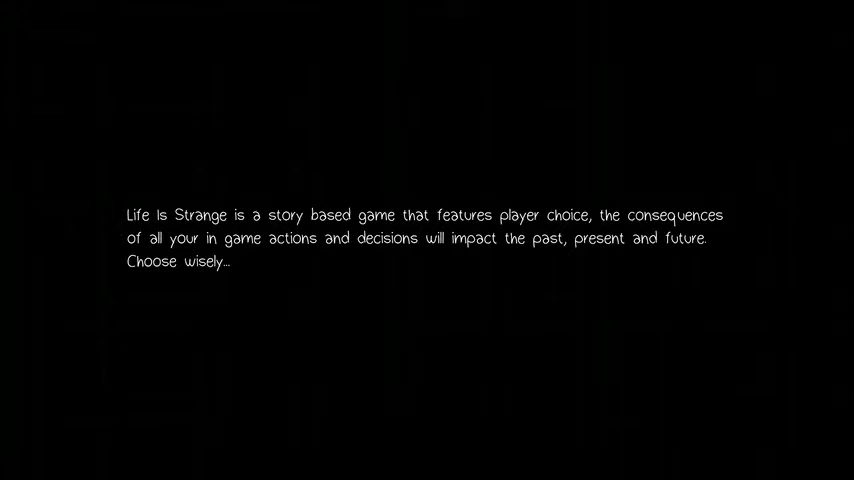 Life Is Strange is a story based game that features player choice, the consequences
of all your in game actions and decisions will impact the past, present and future.
Choose wisely...